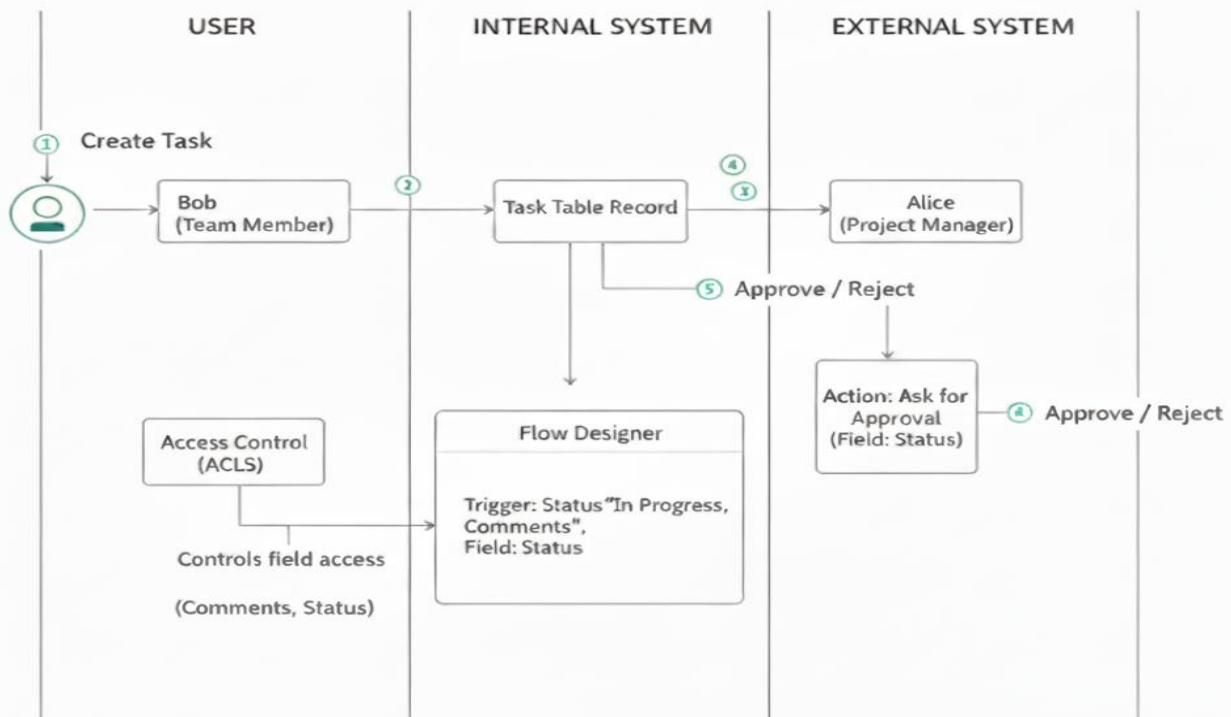 USER
INTERNAL SYSTEM
EXTERNAL SYSTEM
1
Create Task
2
4
3
Bob
(Team Member)
Task Table Record
Alice
(Project Manager)
5
Approve / Reject
Action: Ask for
Approval
(Field: Status)
Approve / Reject
Access Control
(ACLS)
Flow Designer
Trigger: Status"In Progress,
Comments",
Field: Status
Controls field access
(Comments, Status)